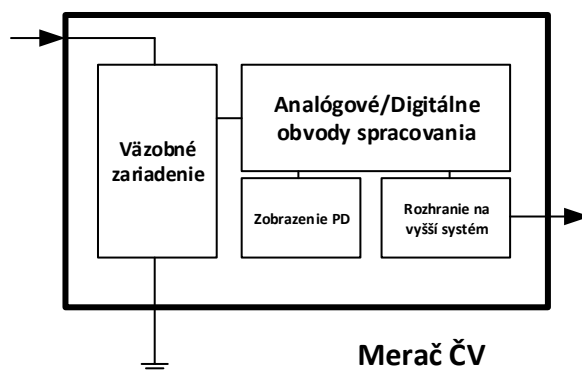 Väzobné
zariadenie
Analógové/Digitálne
obvody spracovania
Zobrazenie PD
Rozhranie na
vyšší systém
Merač ČV